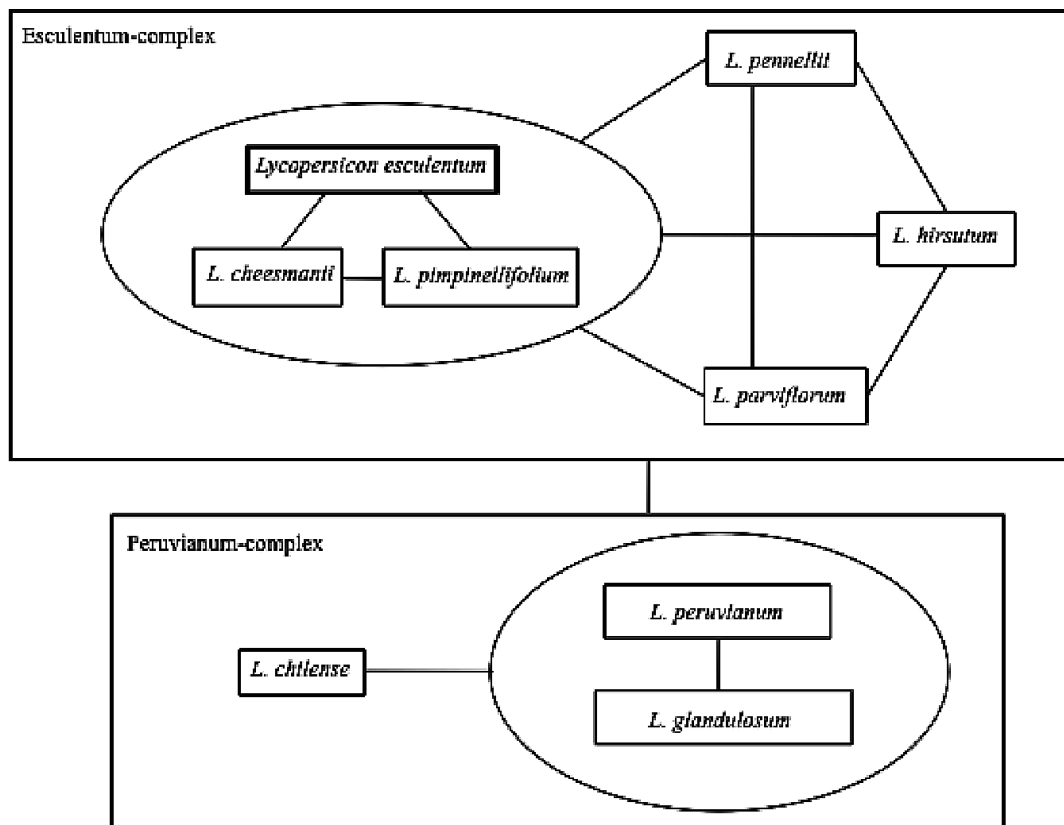 Esculentum-complex
L. pennellii
Lycopersicon esculentum
L. hirsutum
L. cheesmanii
L. pimpinellifolium
L. parviflorum
Peruvianum-complex
L. peruvianum
L. chilense
L. glandulosum